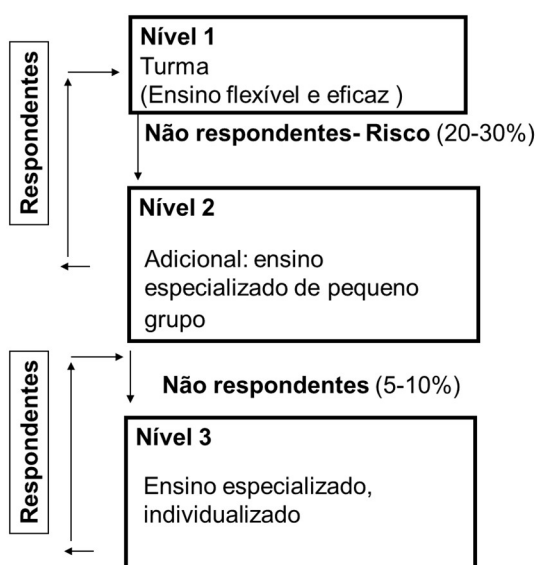 Respondentes
Nível 1
Turma
(Ensino flexível e eficaz )
Não respondentes- Risco (20-30%)
Nível 2
Adicional: ensino
especializado de pequeno
grupo
Respondentes
Não respondentes (5-10%)
Nível 3
Ensino especializado,
individualizado